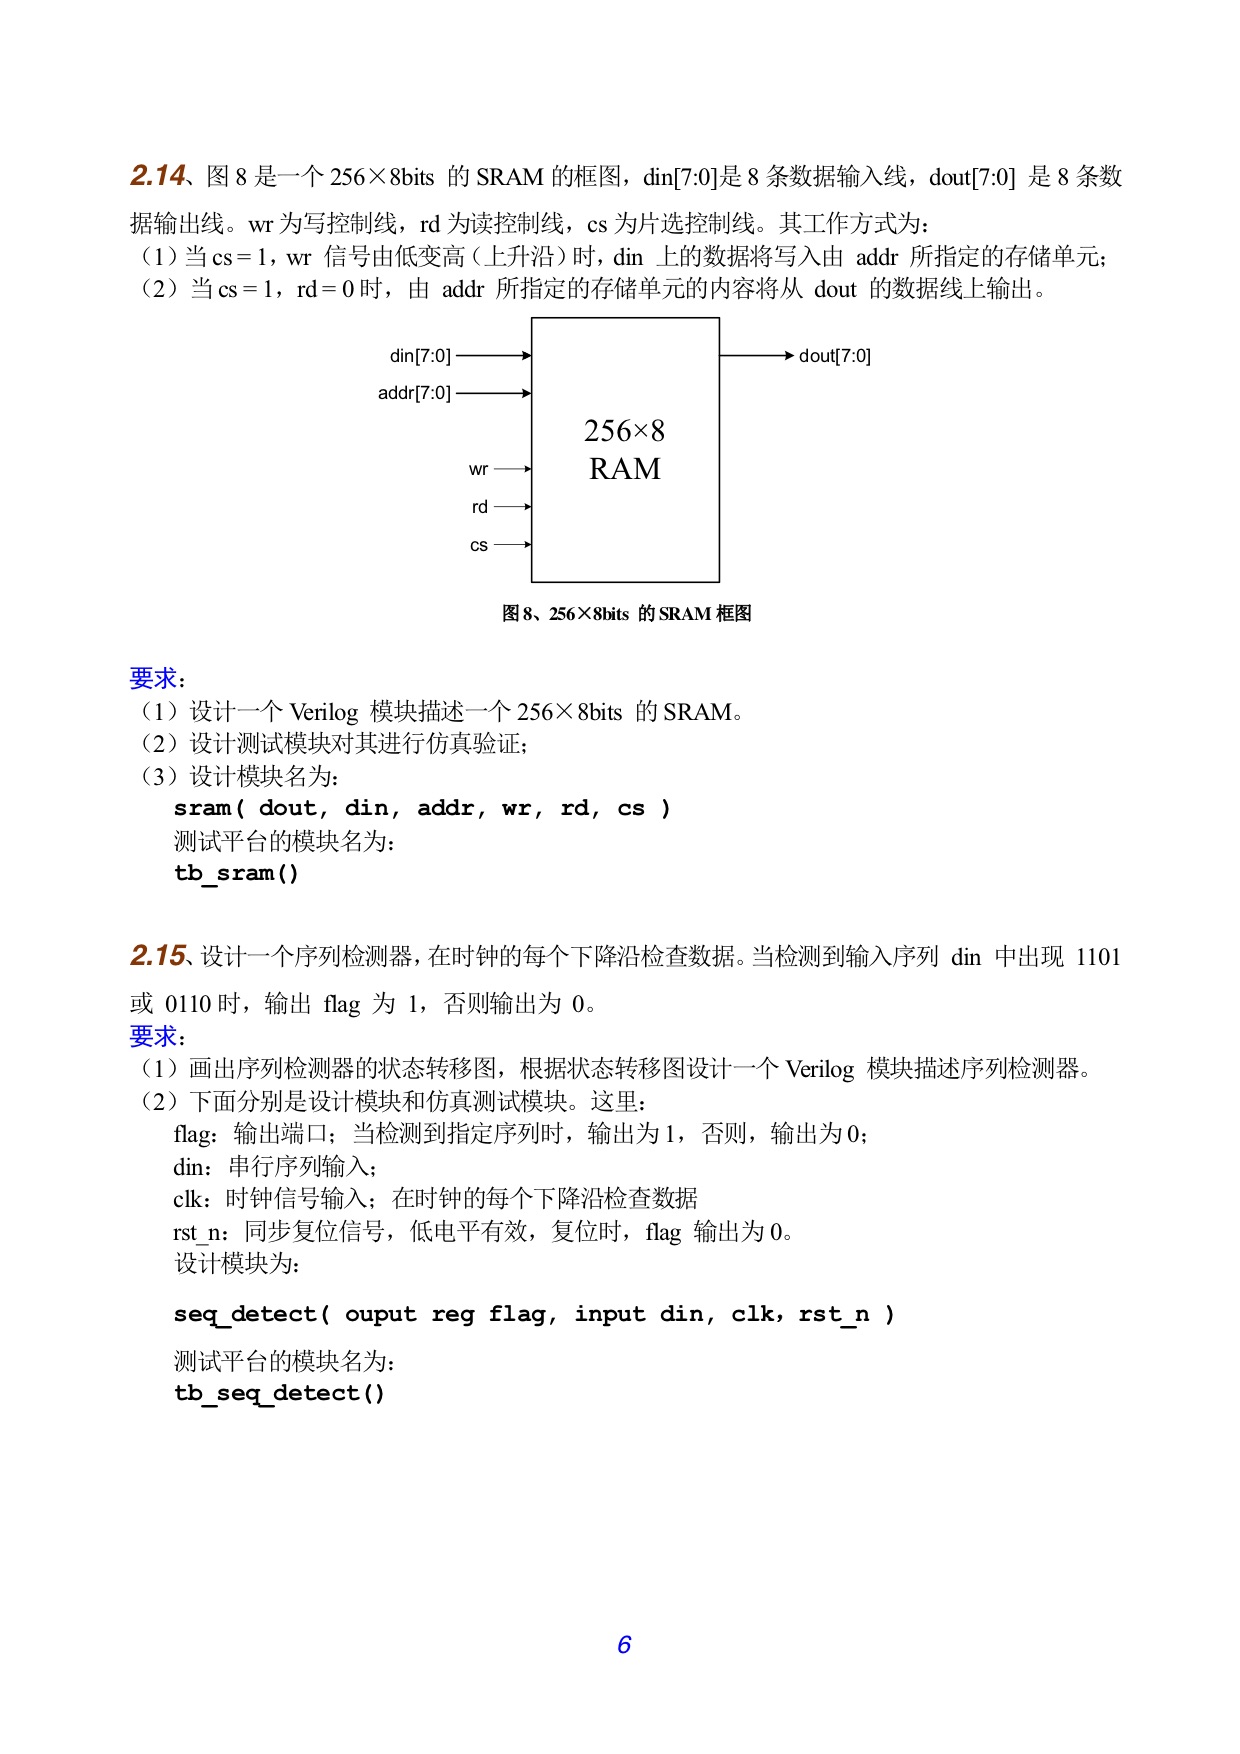 2.14、图 8 是一个 256×8bits 的 SRAM 的框图，din[7:0]是 8 条数据输入线，dout[7:0] 是 8 条数
据输出线。wr 为写控制线，rd 为读控制线，cs 为片选控制线。其工作方式为：
（1）当 cs = 1，wr 信号由低变高（上升沿）时，din 上的数据将写入由 addr 所指定的存储单元；
（2）当 cs = 1，rd = 0 时，由 addr 所指定的存储单元的内容将从 dout 的数据线上输出。
din[7:0]
dout[7:0]
addr[7:0]
256×8
RAM
wr
rd
cs
图 8、256×8bits 的 SRAM 框图
要求：
（1）设计一个 Verilog 模块描述一个 256×8bits 的 SRAM。
（2）设计测试模块对其进行仿真验证；
（3）设计模块名为：
sram( dout, din, addr, wr, rd, cs )
测试平台的模块名为：
tb_sram()
2.15、设计一个序列检测器，在时钟的每个下降沿检查数据。当检测到输入序列 din 中出现 1101
或 0110 时，输出 flag 为 1，否则输出为 0。
要求：
（1）画出序列检测器的状态转移图，根据状态转移图设计一个 Verilog 模块描述序列检测器。
（2）下面分别是设计模块和仿真测试模块。这里：
flag：输出端口；当检测到指定序列时，输出为 1，否则，输出为 0；
din：串行序列输入；
clk：时钟信号输入；在时钟的每个下降沿检查数据
rst_n：同步复位信号，低电平有效，复位时，flag 输出为 0。
设计模块为：
seq_detect( ouput reg flag, input din, clk，rst_n )
测试平台的模块名为：
tb_seq_detect()
6